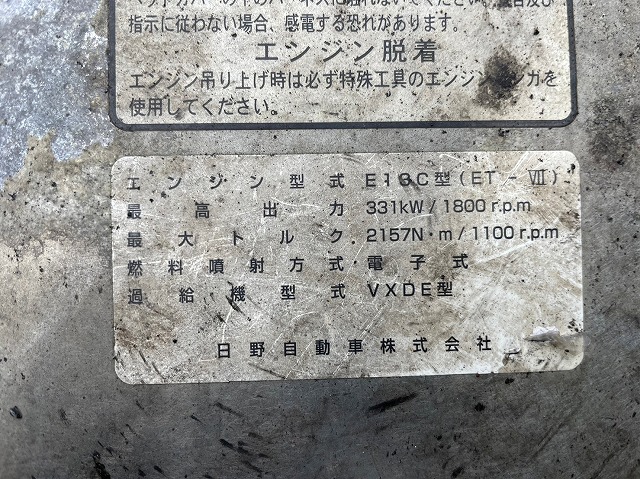 指示に従わない場合、感電する恐れがあります。
エンジン脱着
エンジン吊り上げ時は必ず特殊工具のエンジンハンガを
使用してください。
エンジン型式 E13C型(ET-Ⅶ)
最高出力 331kW/1800r.p.m
最大トルク 2157N・m/1100r.p.m
燃料噴射方式 電子式
過給機型式 VXDE型
日野自動車株式会社